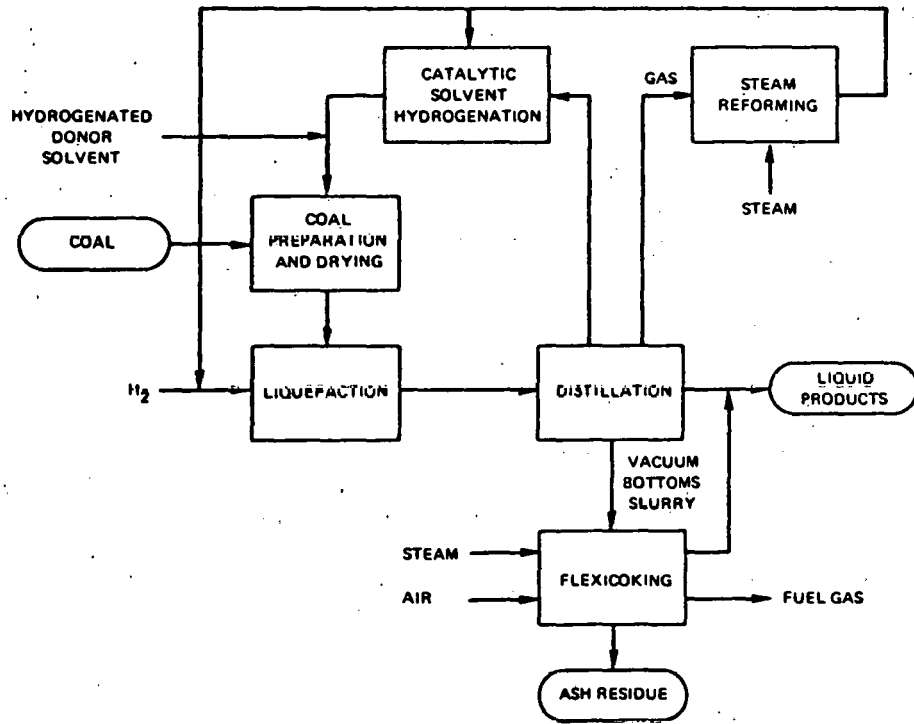 CATALYTIC
SOLVENT
HYDROGENATION
GAS
STEAM
REFORMING
HYDROGENATED
DONOR
SOLVENT
STEAM
COAL
COAL
PREPARATION
AND DRYING
H2
LIQUEFACTION
DISTILLATION
LIQUID
PRODUCTS
VACUUM
BOTTOMS
SLURRY
STEAM
AIR
FLEXICOKING
FUEL GAS
ASH RESIDUE